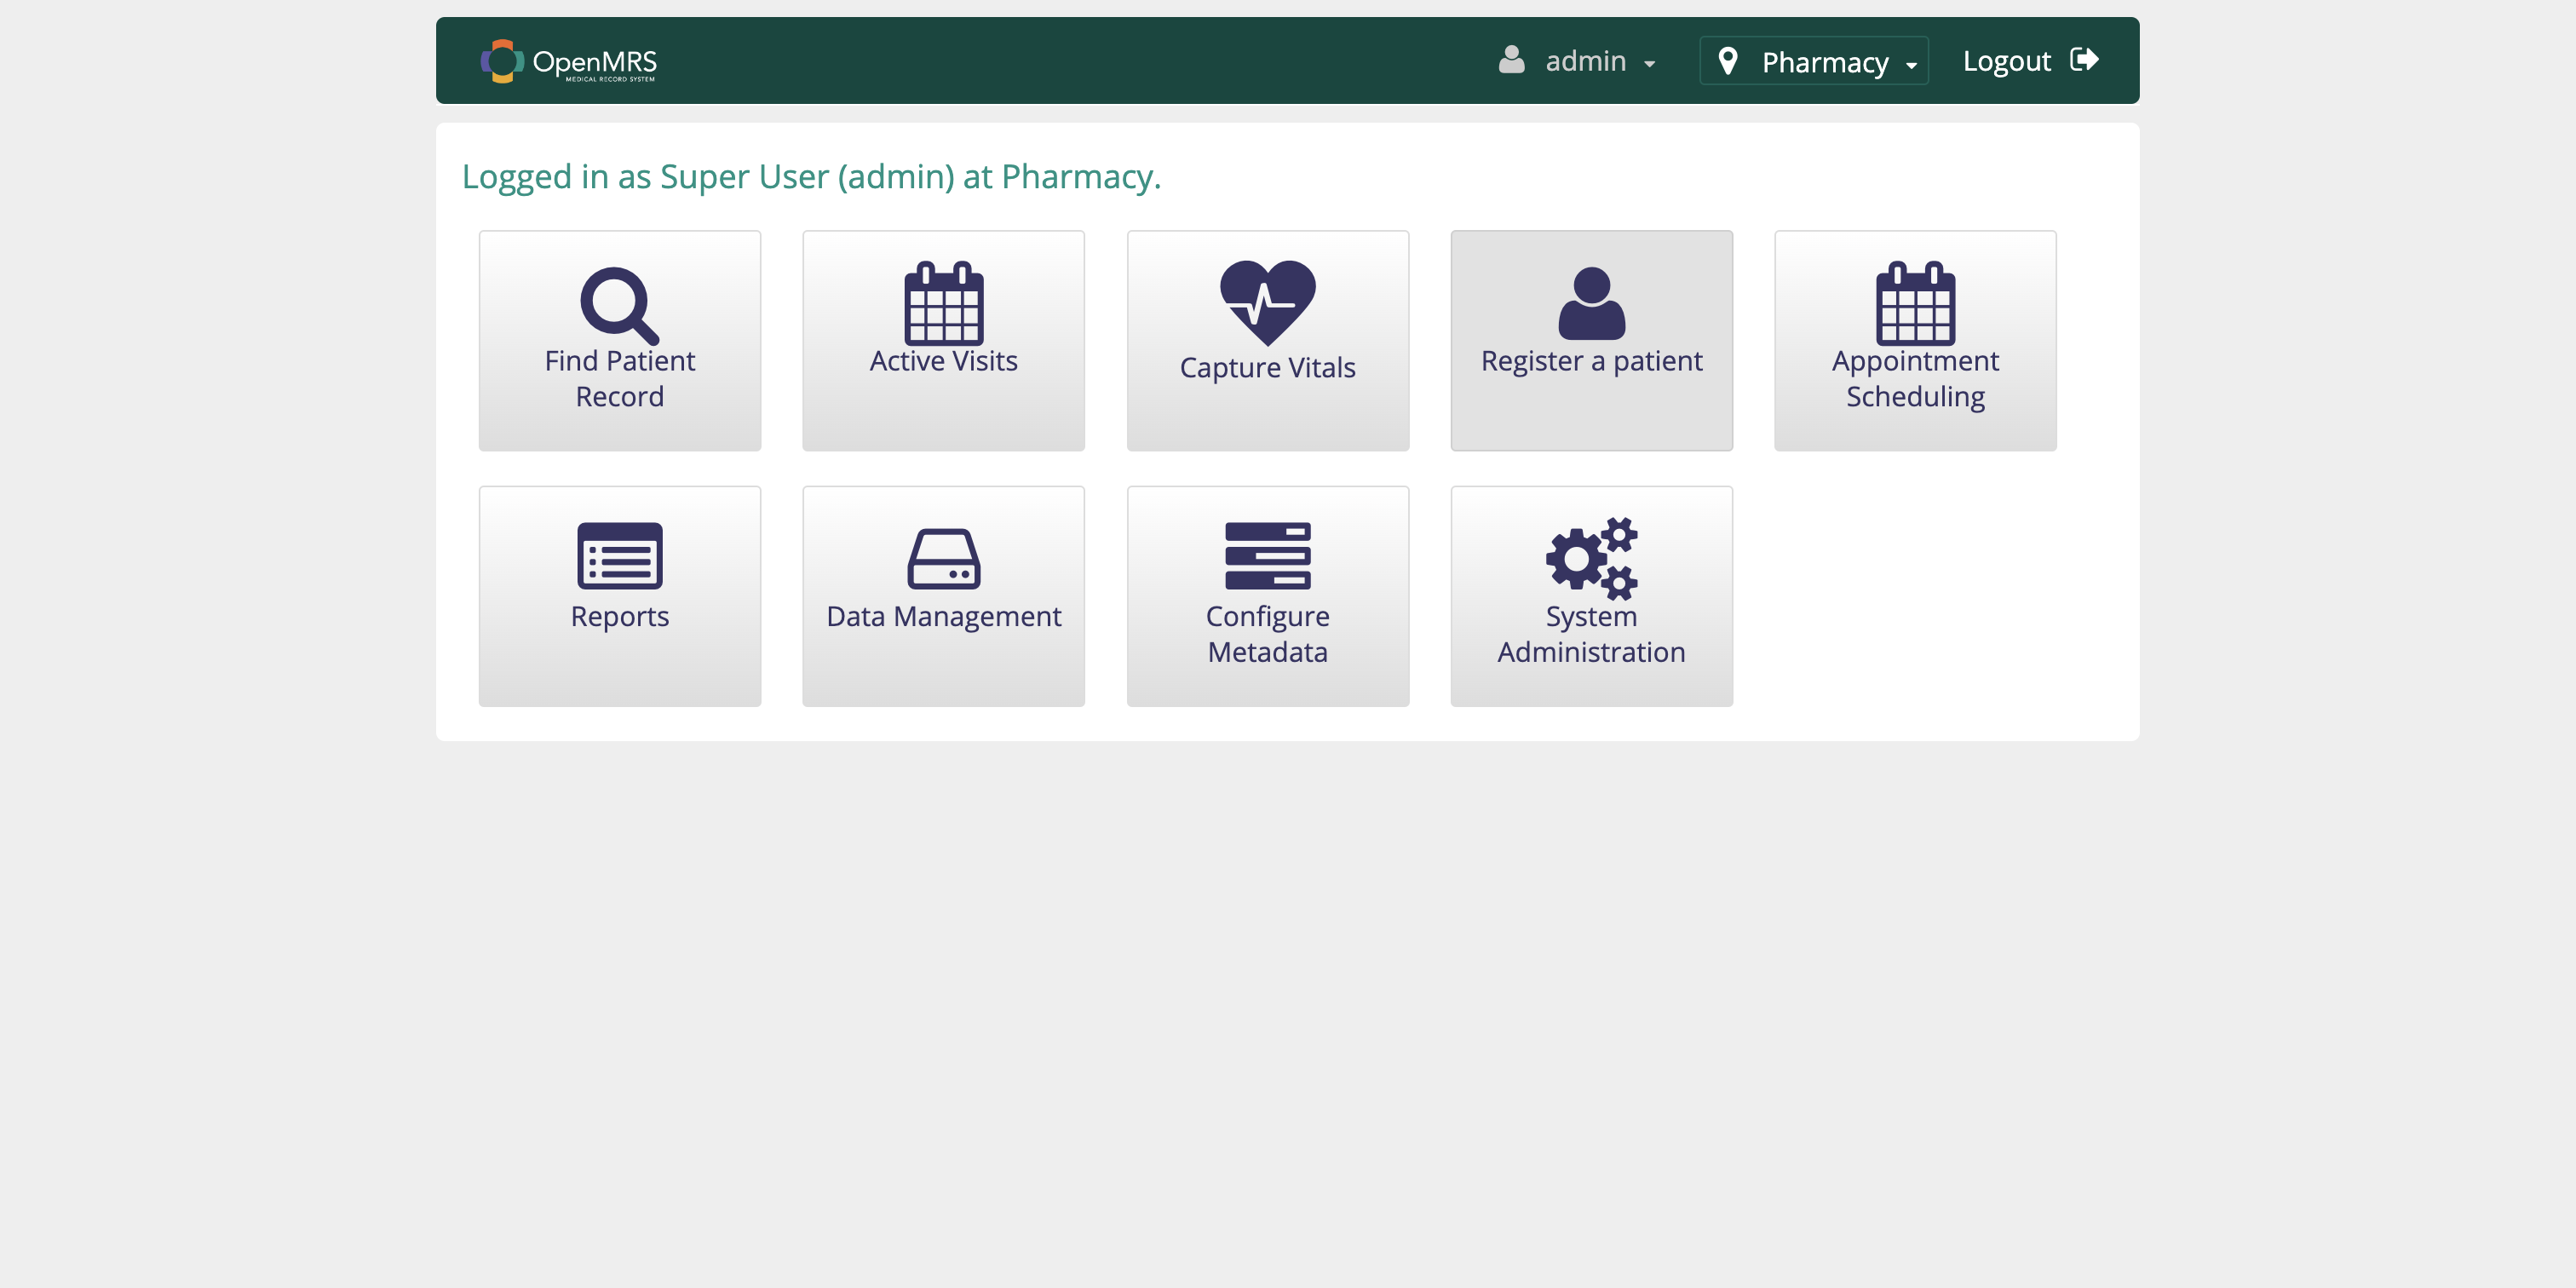 OpenMRS
MEDICAL RECORD SYSTEM
admin
Pharmacy
Logout
Logged in as Super User (admin) at Pharmacy.
Find Patient
Record
Active Visits
Capture Vitals
Register a patient
Appointment
Scheduling
Reports
Data Management
Configure
Metadata
System
Administration